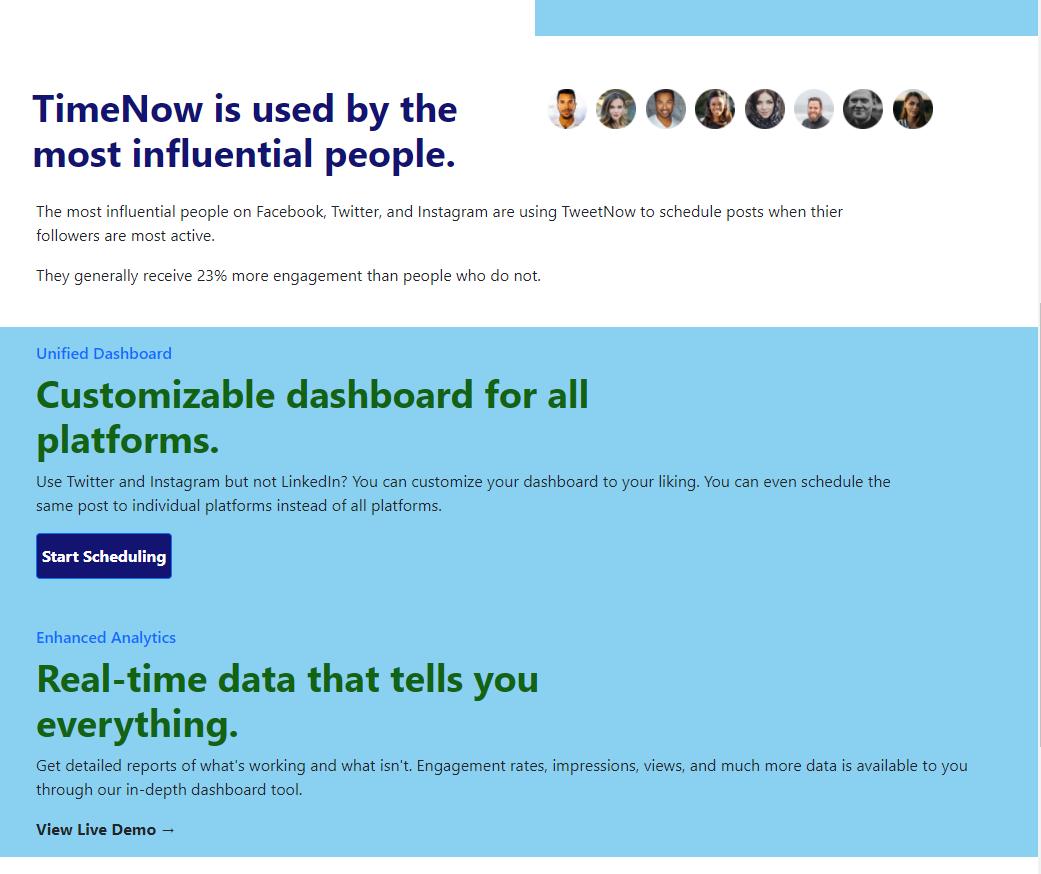 TimeNow is used by the
most influential people.
The most influential people on Facebook, Twitter, and Instagram are using TweetNow to schedule posts when thier
followers are most active.
They generally receive 23% more engagement than people who do not.
Unified Dashboard
Customizable dashboard for all
platforms.
Use Twitter and Instagram but not LinkedIn? You can customize your dashboard to your liking. You can even schedule the
same post to individual platforms instead of all platforms.
Start Scheduling
Enhanced Analytics
Real-time data that tells you
everything.
Get detailed reports of what's working and what isn't. Engagement rates, impressions, views, and much more data is available to you
through our in-depth dashboard tool.
View Live Demo →